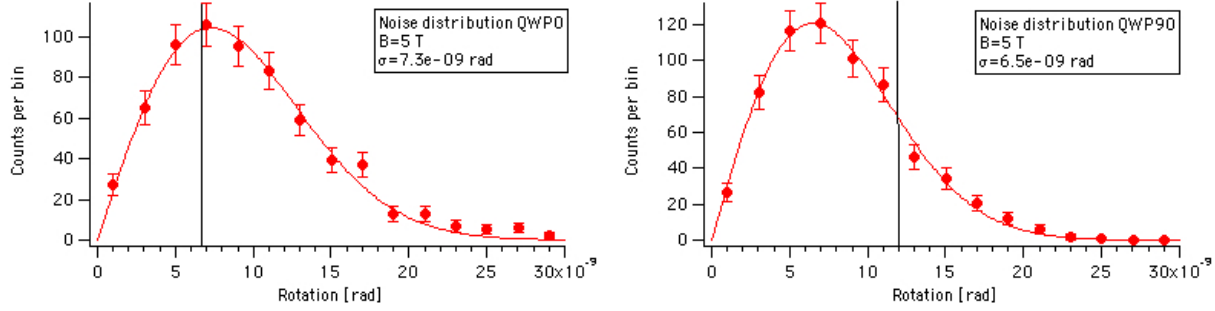 Noise distribution QWP0
B=5 T
σ=7.3e-09 rad
Counts per bin
100
80
60
40
20
0
0 5 10 15 20 25 30x10⁻⁹
Rotation [rad]
Noise distribution QWP90
B=5 T
σ=6.5e-09 rad
Counts per bin
120
100
80
60
40
20
0
0 5 10 15 20 25 30x10⁻⁹
Rotation [rad]